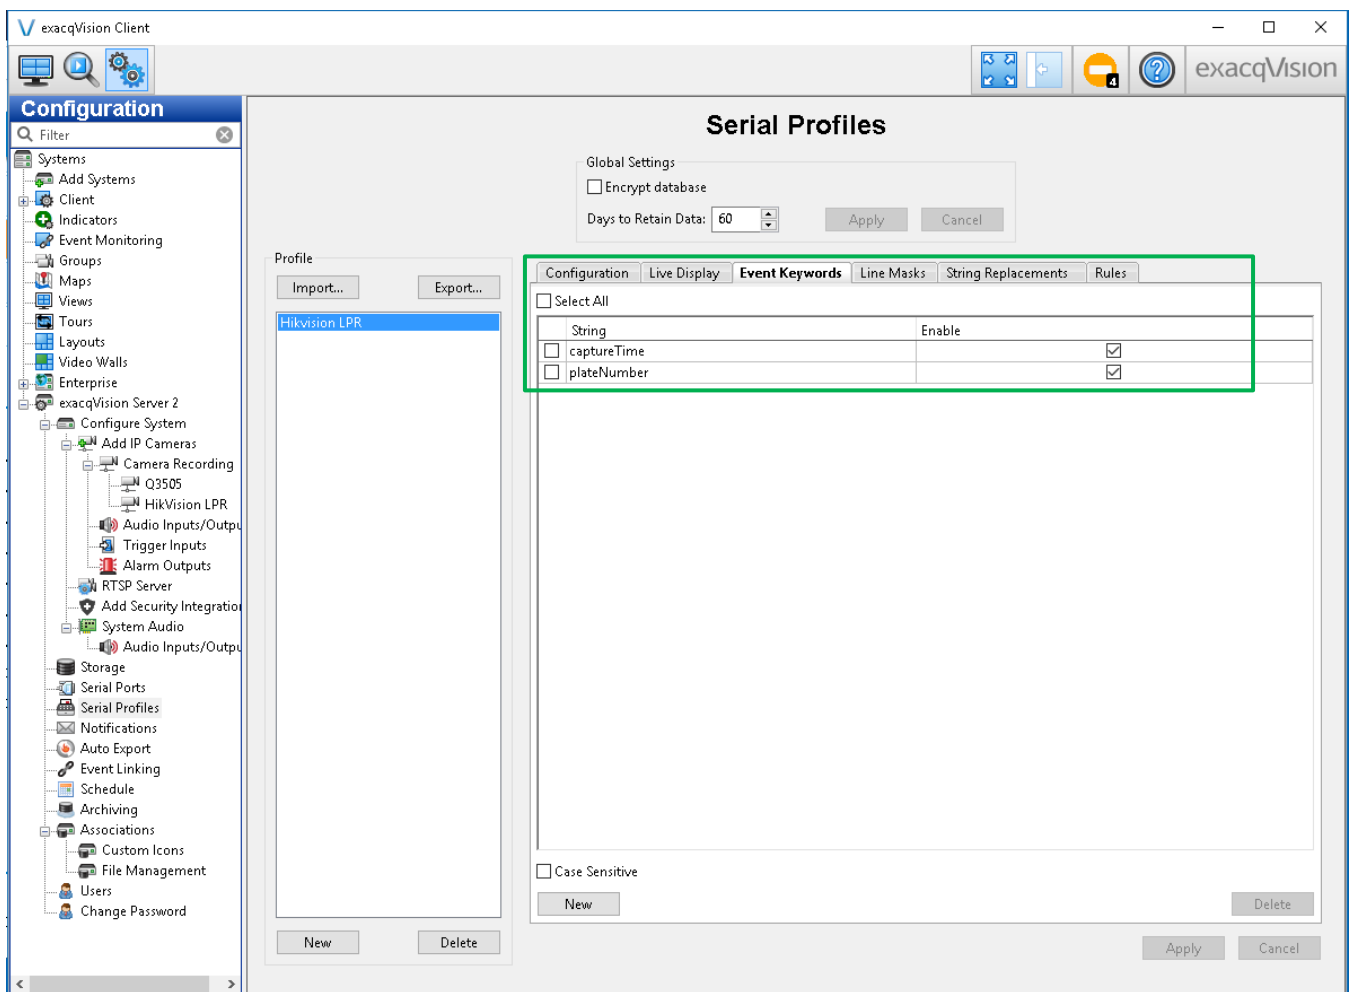 exacqVision Client
4
exacqVision
Configuration
Filter
Systems
Add Systems
Client
Indicators
Event Monitoring
Groups
Maps
Views
Tours
Layouts
Video Walls
Enterprise
exacqVision Server 2
Configure System
Add IP Cameras
Camera Recording
Q3505
HikVision LPR
Audio Inputs/Outpu
Trigger Inputs
Alarm Outputs
RTSP Server
Add Security Integration
System Audio
Audio Inputs/Outpu
Storage
Serial Ports
Serial Profiles
Notifications
Auto Export
Event Linking
Schedule
Archiving
Associations
Custom Icons
File Management
Users
Change Password
Serial Profiles
Global Settings
Encrypt database
Days to Retain Data: 60 Apply Cancel
Profile
Import... Export...
Hikvision LPR
New Delete
Configuration Live Display Event Keywords Line Masks String Replacements Rules
Select All
String Enable
captureTime
plateNumber
Case Sensitive
New Delete
Apply Cancel